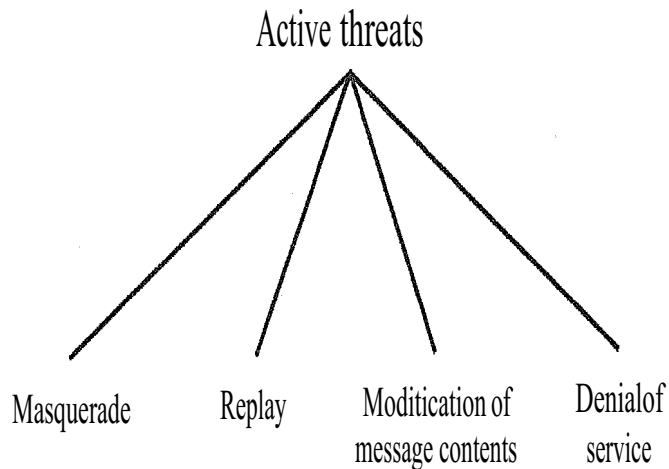 Active threats
Masquerade
Replay
Moditication of
message contents
Denialof
service